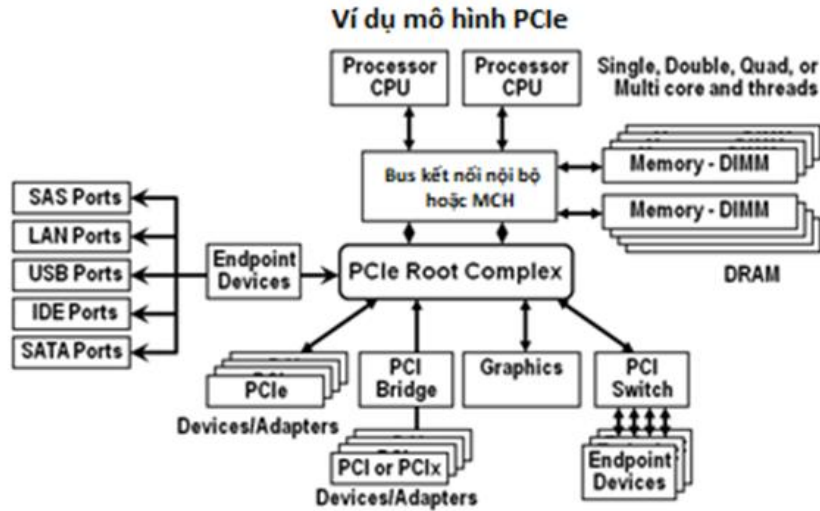 Ví dụ mô hình PCIe
Processor
CPU
Processor
CPU
Single, Double, Quad, or
Multi core and threads
Bus kết nối nội bộ
hoặc MCH
Memory - DIMM
Memory - DIMM
DRAM
SAS Ports
LAN Ports
USB Ports
IDE Ports
SATA Ports
Endpoint
Devices
PCIe Root Complex
PCIe
Devices/Adapters
PCI
Bridge
PCI or PCIx
Devices/Adapters
Graphics
PCI
Switch
Endpoint
Devices